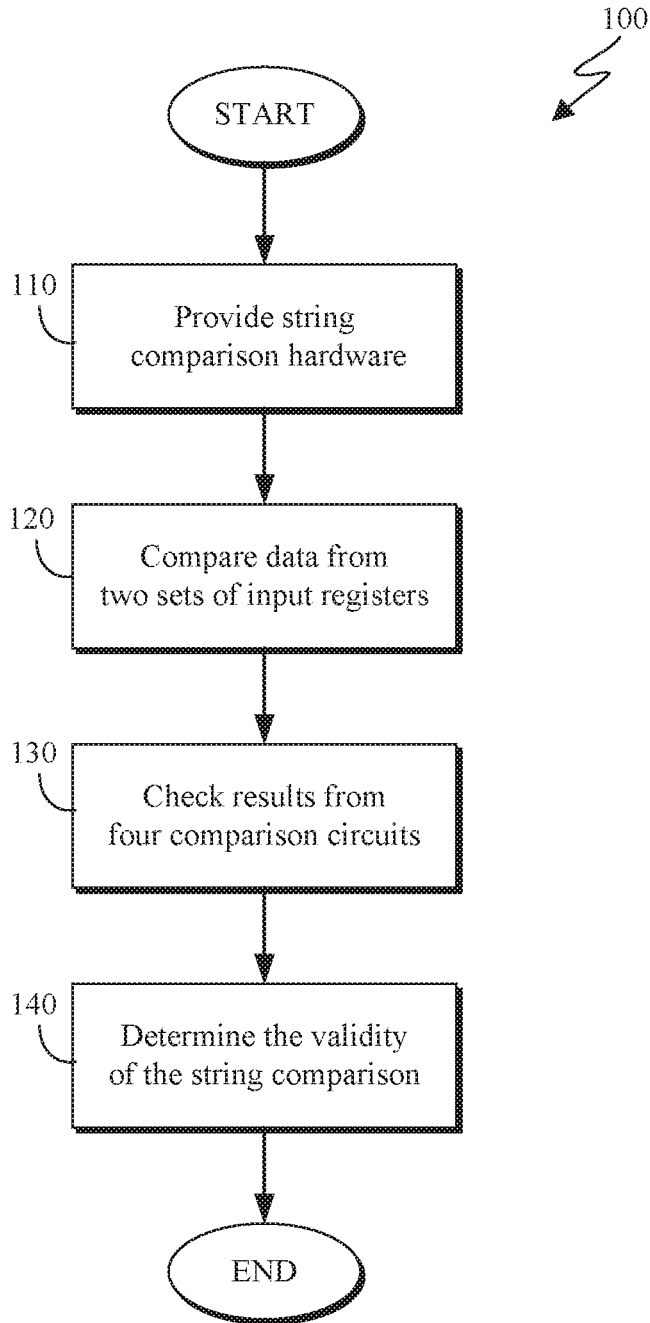 100
START
110
Provide string
comparison hardware
120
Compare data from
two sets of input registers
130
Check results from
four comparison circuits
140
Determine the validity
of the string comparison
END